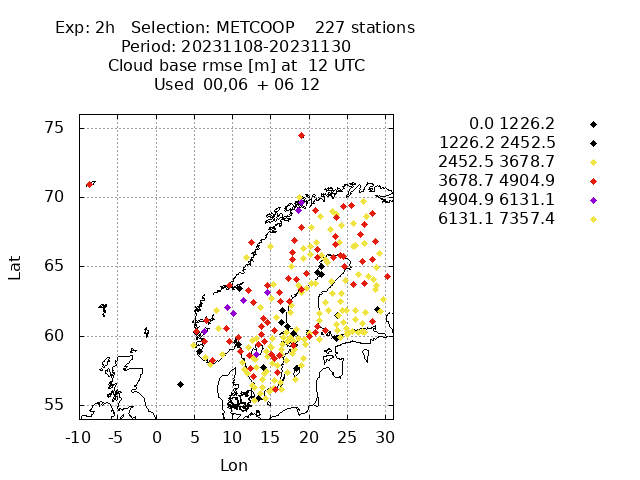 Exp: 2h Selection: METCOOP 227 stations
Period: 20231108-20231130
Cloud base rmse [m] at 12 UTC
Used 00,06 + 06 12
0.0 1226.2
1226.2 2452.5
2452.5 3678.7
3678.7 4904.9
4904.9 6131.1
6131.1 7357.4
75
70
65
60
55
Lat
-10 -5 0 5 10 15 20 25 30
Lon